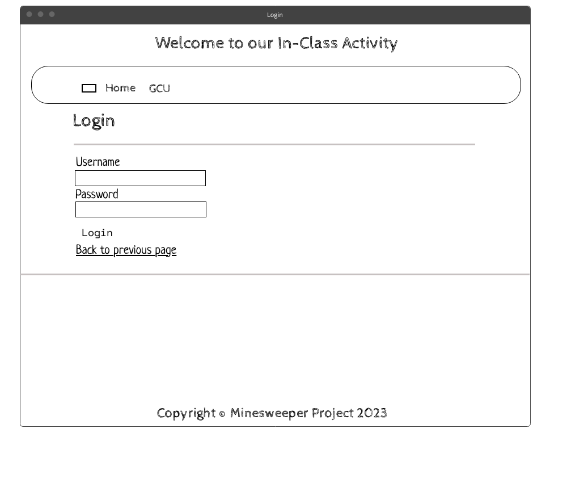 Login
Welcome to our In-Class Activity
Home GCU
Login
Username
Password
Login
Back to previous page
Copyright © Minesweeper Project 2023